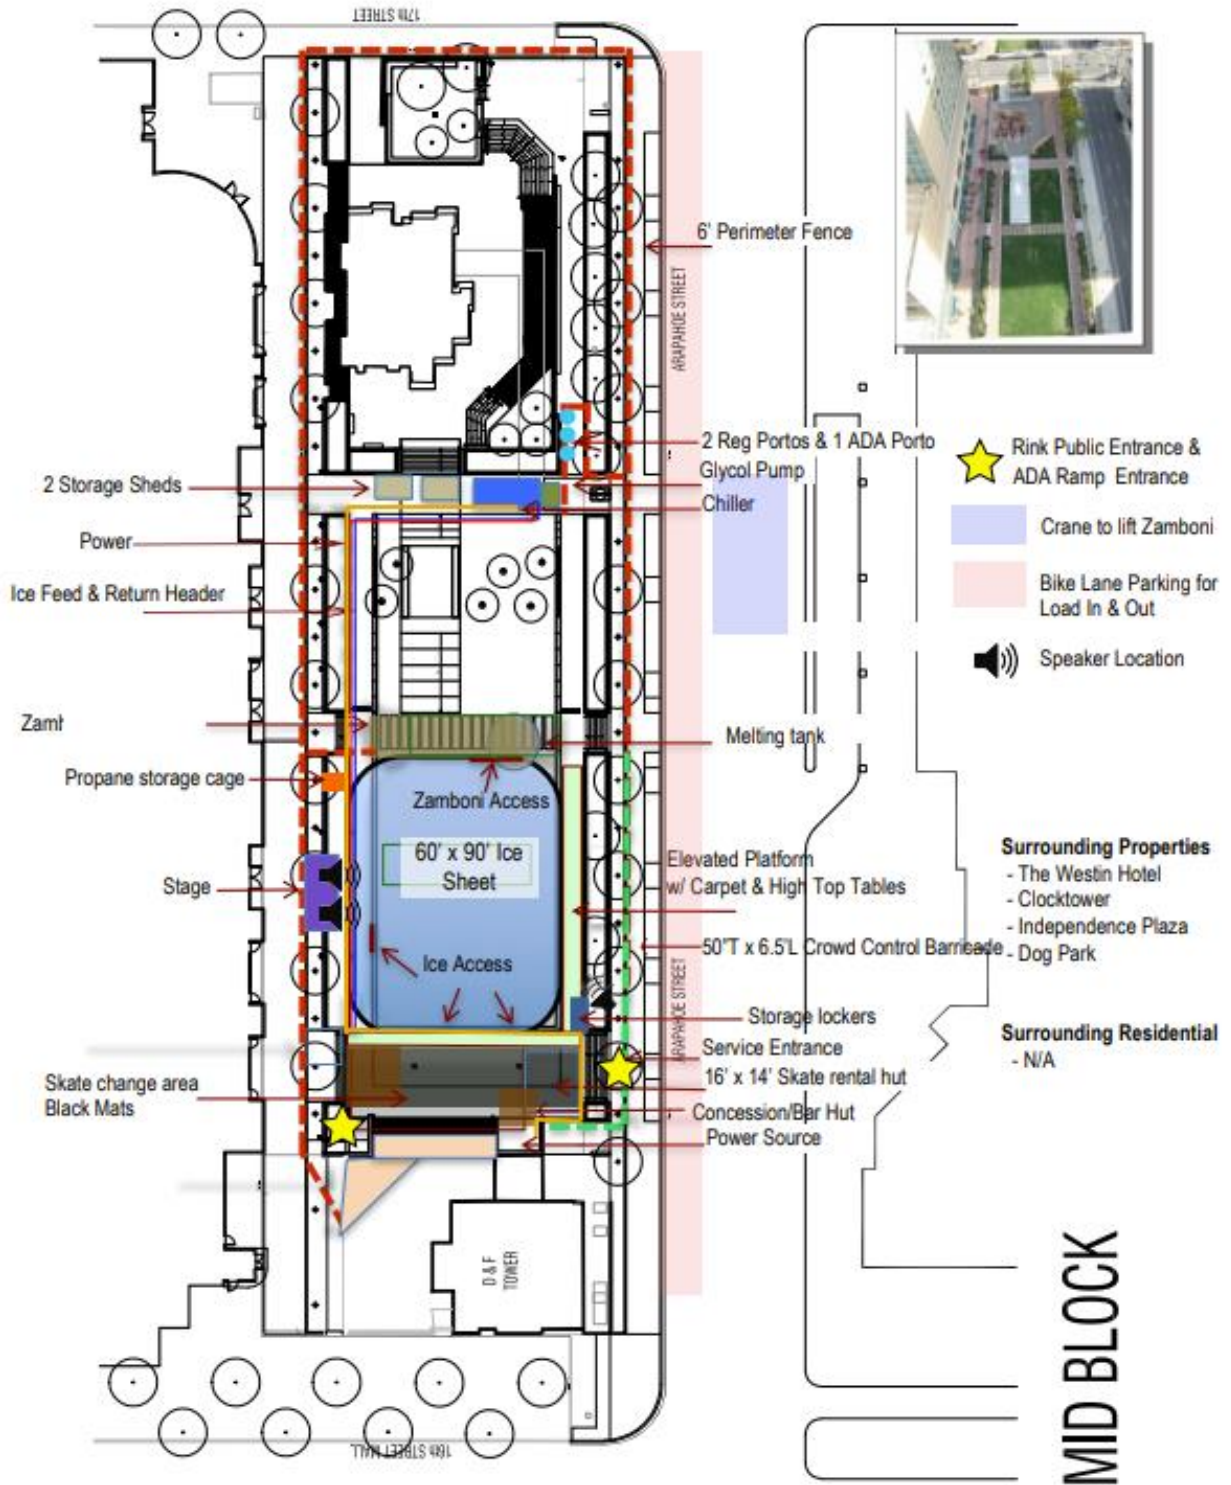 17th STREET
6' Perimeter Fence
ARAPAHOE STREET
2 Reg Portos & 1 ADA Porto
Glycol Pump
Chiller
2 Storage Sheds
Power
Ice Feed & Return Header
Rink Public Entrance &
ADA Ramp Entrance
Crane to lift Zamboni
Bike Lane Parking for
Load In & Out
Speaker Location
Melting tank
Propane storage cage
Zamboni Access
60' x 90' Ice
Sheet
Stage
Elevated Platform
w/ Carpet & High Top Tables
50"T x 6.5'L Crowd Control Barricade
Ice Access
Surrounding Properties
- The Westin Hotel
- Clocktower
- Independence Plaza
- Dog Park
Surrounding Residential
- N/A
ARAPAHOE STREET
Storage lockers
Service Entrance
16' x 14' Skate rental hut
Skate change area
Black Mats
Concession/Bar Hut
Power Source
D & F
TOWER
16th STREET MALL
MID BLOCK